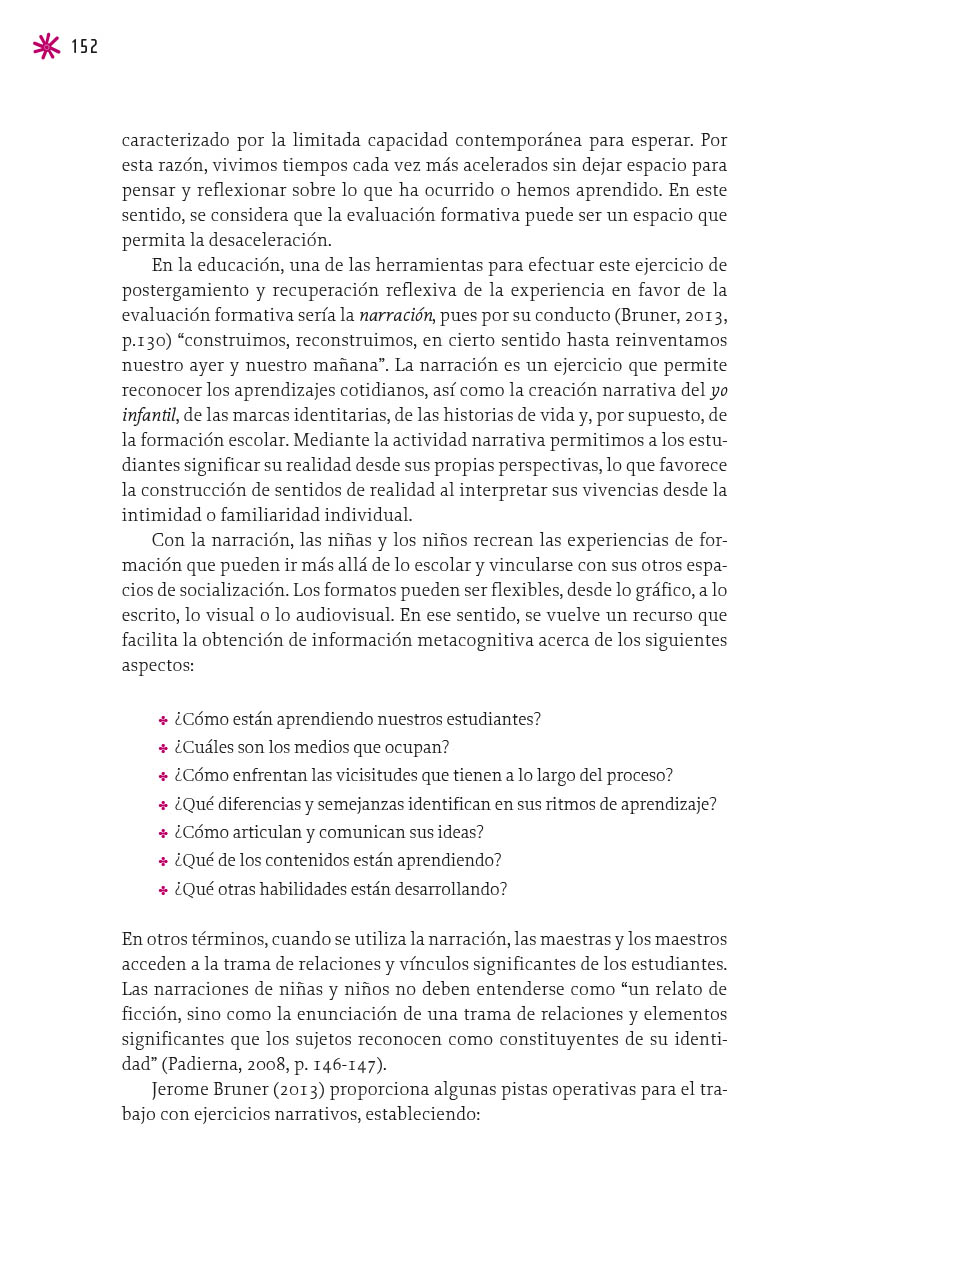 152
caracterizado por la limitada capacidad contemporánea para esperar. Por
esta razón, vivimos tiempos cada vez más acelerados sin dejar espacio para
pensar y reflexionar sobre lo que ha ocurrido o hemos aprendido. En este
sentido, se considera que la evaluación formativa puede ser un espacio que
permita la desaceleración.
En la educación, una de las herramientas para efectuar este ejercicio de
postergamiento y recuperación reflexiva de la experiencia en favor de la
evaluación formativa sería la narración, pues por su conducto (Bruner, 2013,
p.130) “construimos, reconstruimos, en cierto sentido hasta reinventamos
nuestro ayer y nuestro mañana”. La narración es un ejercicio que permite
reconocer los aprendizajes cotidianos, así como la creación narrativa del yo
infantil, de las marcas identitarias, de las historias de vida y, por supuesto, de
la formación escolar. Mediante la actividad narrativa permitimos a los estu-
diantes significar su realidad desde sus propias perspectivas, lo que favorece
la construcción de sentidos de realidad al interpretar sus vivencias desde la
intimidad o familiaridad individual.
Con la narración, las niñas y los niños recrean las experiencias de for-
mación que pueden ir más allá de lo escolar y vincularse con sus otros espa-
cios de socialización. Los formatos pueden ser flexibles, desde lo gráfico, a lo
escrito, lo visual o lo audiovisual. En ese sentido, se vuelve un recurso que
facilita la obtención de información metacognitiva acerca de los siguientes
aspectos:
✤ ¿Cómo están aprendiendo nuestros estudiantes?
✤ ¿Cuáles son los medios que ocupan?
✤ ¿Cómo enfrentan las vicisitudes que tienen a lo largo del proceso?
✤ ¿Qué diferencias y semejanzas identifican en sus ritmos de aprendizaje?
✤ ¿Cómo articulan y comunican sus ideas?
✤ ¿Qué de los contenidos están aprendiendo?
✤ ¿Qué otras habilidades están desarrollando?
En otros términos, cuando se utiliza la narración, las maestras y los maestros
acceden a la trama de relaciones y vínculos significantes de los estudiantes.
Las narraciones de niñas y niños no deben entenderse como “un relato de
ficción, sino como la enunciación de una trama de relaciones y elementos
significantes que los sujetos reconocen como constituyentes de su identi-
dad” (Padierna, 2008, p. 146-147).
Jerome Bruner (2013) proporciona algunas pistas operativas para el tra-
bajo con ejercicios narrativos, estableciendo: